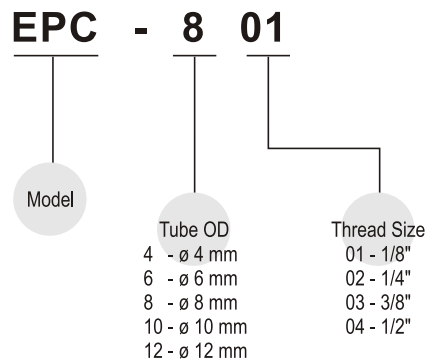 EPC - 8 01
Model
Tube OD
4 - ø 4 mm
6 - ø 6 mm
8 - ø 8 mm
10 - ø 10 mm
12 - ø 12 mm
Thread Size
01 - 1/8"
02 - 1/4"
03 - 3/8"
04 - 1/2"